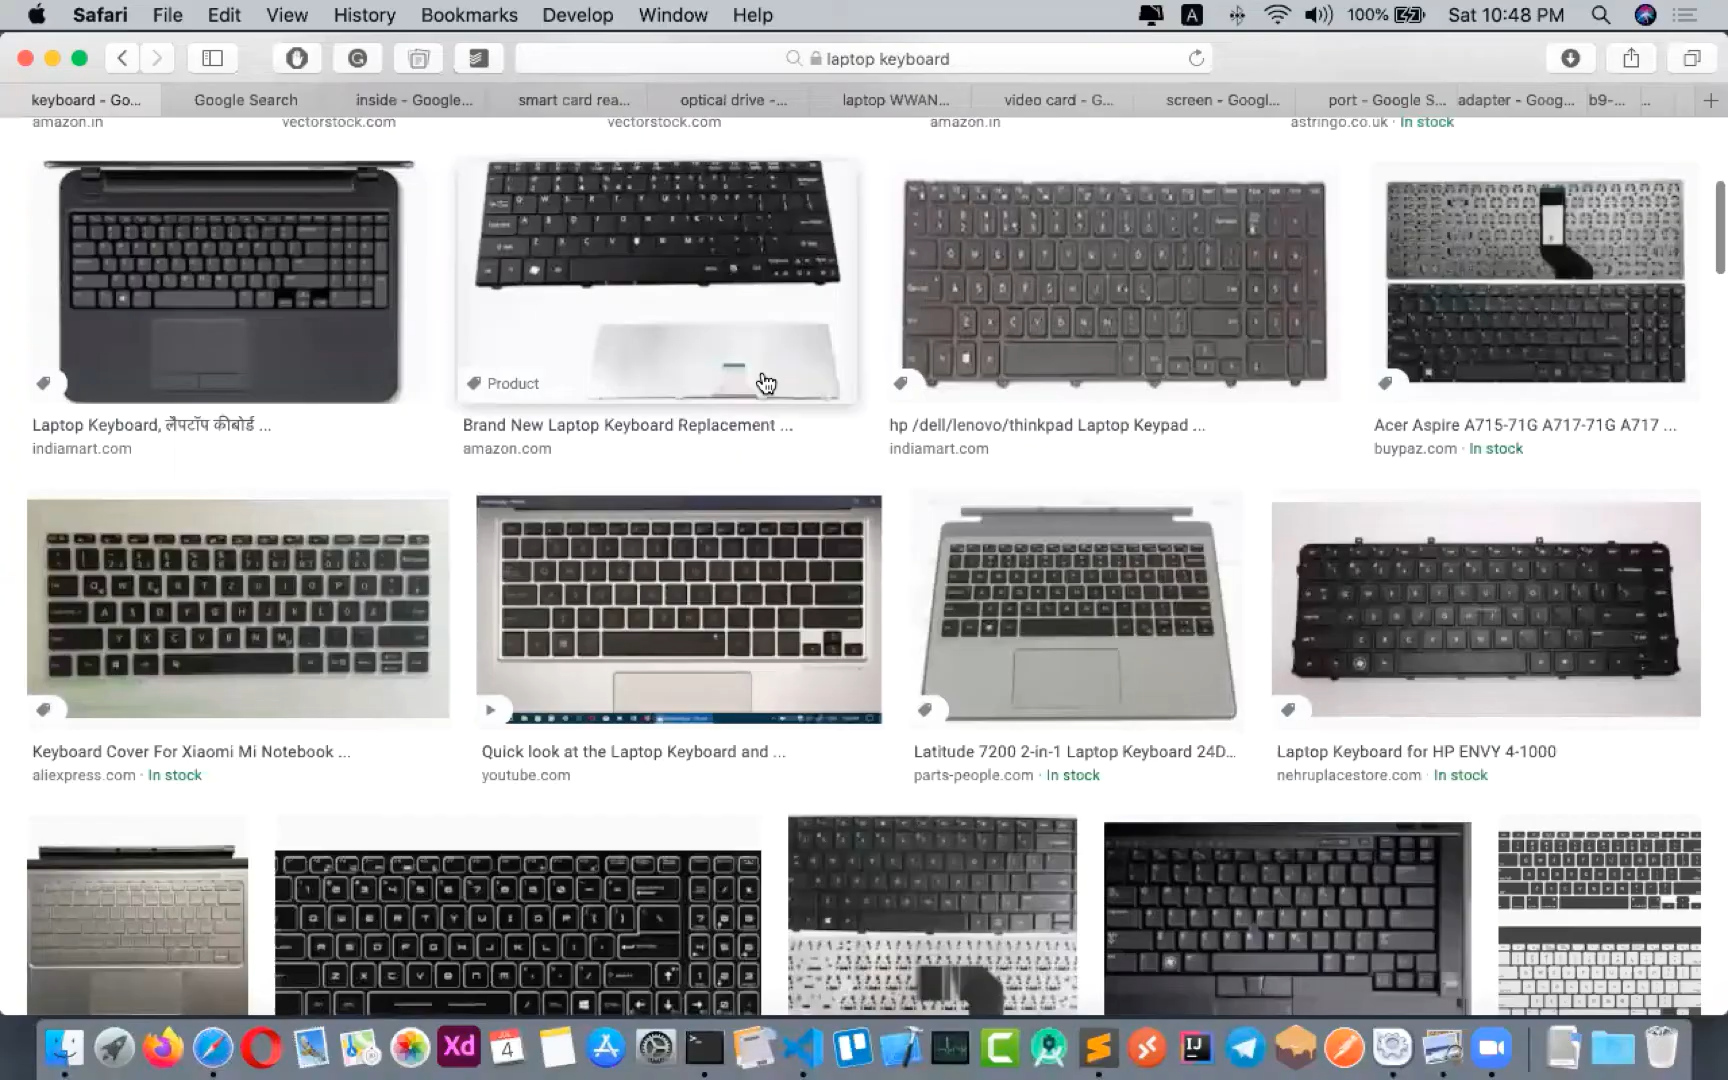 Safari File Edit View History Bookmarks Develop Window Help A 100% Sat 10:48 PM
laptop keyboard
keyboard - Go... Google Search inside - Google... smart card rea... optical drive -... laptop WWAN... video card - G... screen - Googl... port - Google S... adapter - Goog... b9-... ...
amazon.in vectorstock.com vectorstock.com amazon.in astringo.co.uk · In stock
Product
Laptop Keyboard, लैपटॉप कीबोर्ड ... Brand New Laptop Keyboard Replacement ... hp /dell/lenovo/thinkpad Laptop Keypad ... Acer Aspire A715-71G A717-71G A717 ...
indiamart.com amazon.com indiamart.com buypaz.com · In stock
Keyboard Cover For Xiaomi Mi Notebook ... Quick look at the Laptop Keyboard and ... Latitude 7200 2-in-1 Laptop Keyboard 24D... Laptop Keyboard for HP ENVY 4-1000
aliexpress.com · In stock youtube.com parts-people.com · In stock nehruplacestore.com · In stock
Xd 4 IJ